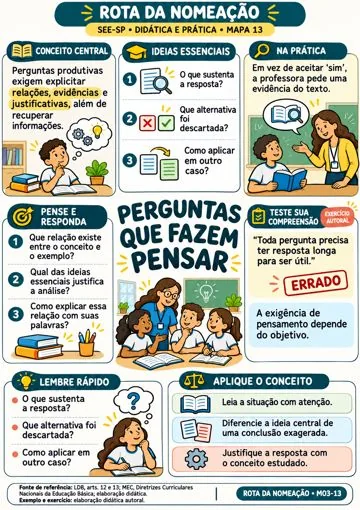 ROTA DA NOMEAÇÃO
SEE-SP • DIDÁTICA E PRÁTICA • MAPA 13
CONCEITO CENTRAL
Perguntas produtivas
exigem explicitar
relações, evidências e
justificativas, além de
recuperar
informações.
IDEIAS ESSENCIAIS
1 O que sustenta
a resposta?
2 Que alternativa
foi
descartada?
3 Como aplicar
em outro
caso?
NA PRÁTICA
Em vez de aceitar ‘sim’,
a professora pede uma
evidência do texto.
PENSE E
RESPONDA
1 Que relação existe
entre o conceito e
o exemplo?
2 Qual das ideias
essenciais justifica
a análise?
3 Como explicar essa
relação com suas
palavras?
PERGUNTAS
QUE FAZEM
PENSAR
TESTE SUA
COMPREENSÃO
EXERCÍCIO
AUTORAL
“Toda pergunta precisa
ter resposta longa
para ser útil.”
ERRADO
A exigência de
pensamento depende
do objetivo.
LEMBRE RÁPIDO
O que sustenta
a resposta?
Que alternativa
foi
descartada?
Como aplicar em
outro caso?
?
APLIQUE O CONCEITO
Leia a situação com atenção.
Diferencie a ideia central de
uma conclusão exagerada.
Justifique a resposta com
o conceito estudado.
Fonte de referência: LDB, arts. 12 e 13; MEC, Diretrizes Curriculares
Nacionais da Educação Básica; elaboração didática.
Exemplo e exercício: elaboração didática autoral.
ROTA DA NOMEAÇÃO • M03-13